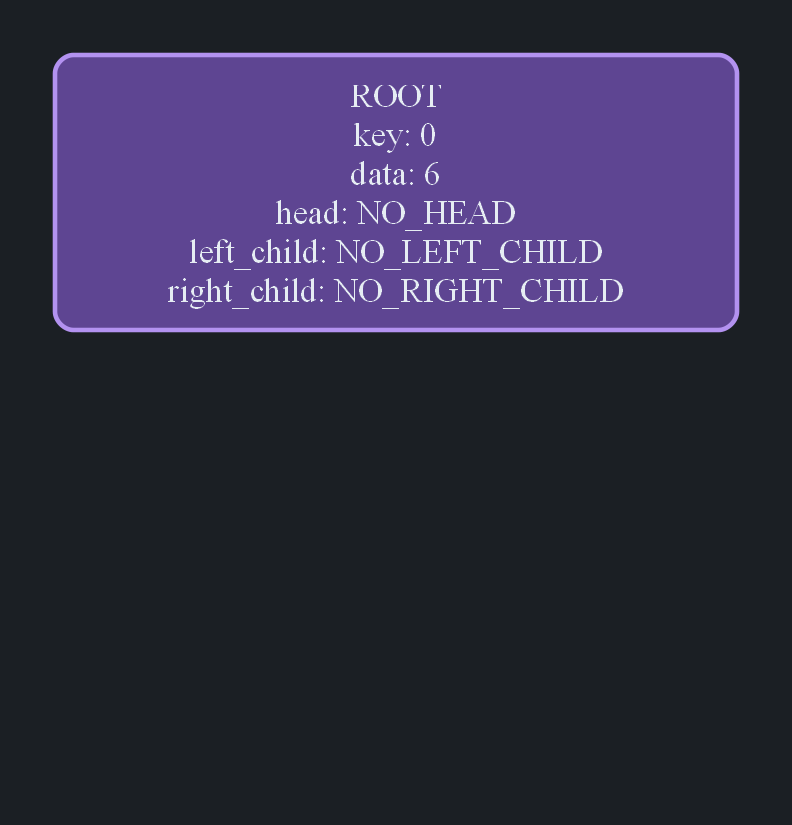 ROOT
key: 0
data: 6
head: NO_HEAD
left_child: NO_LEFT_CHILD
right_child: NO_RIGHT_CHILD